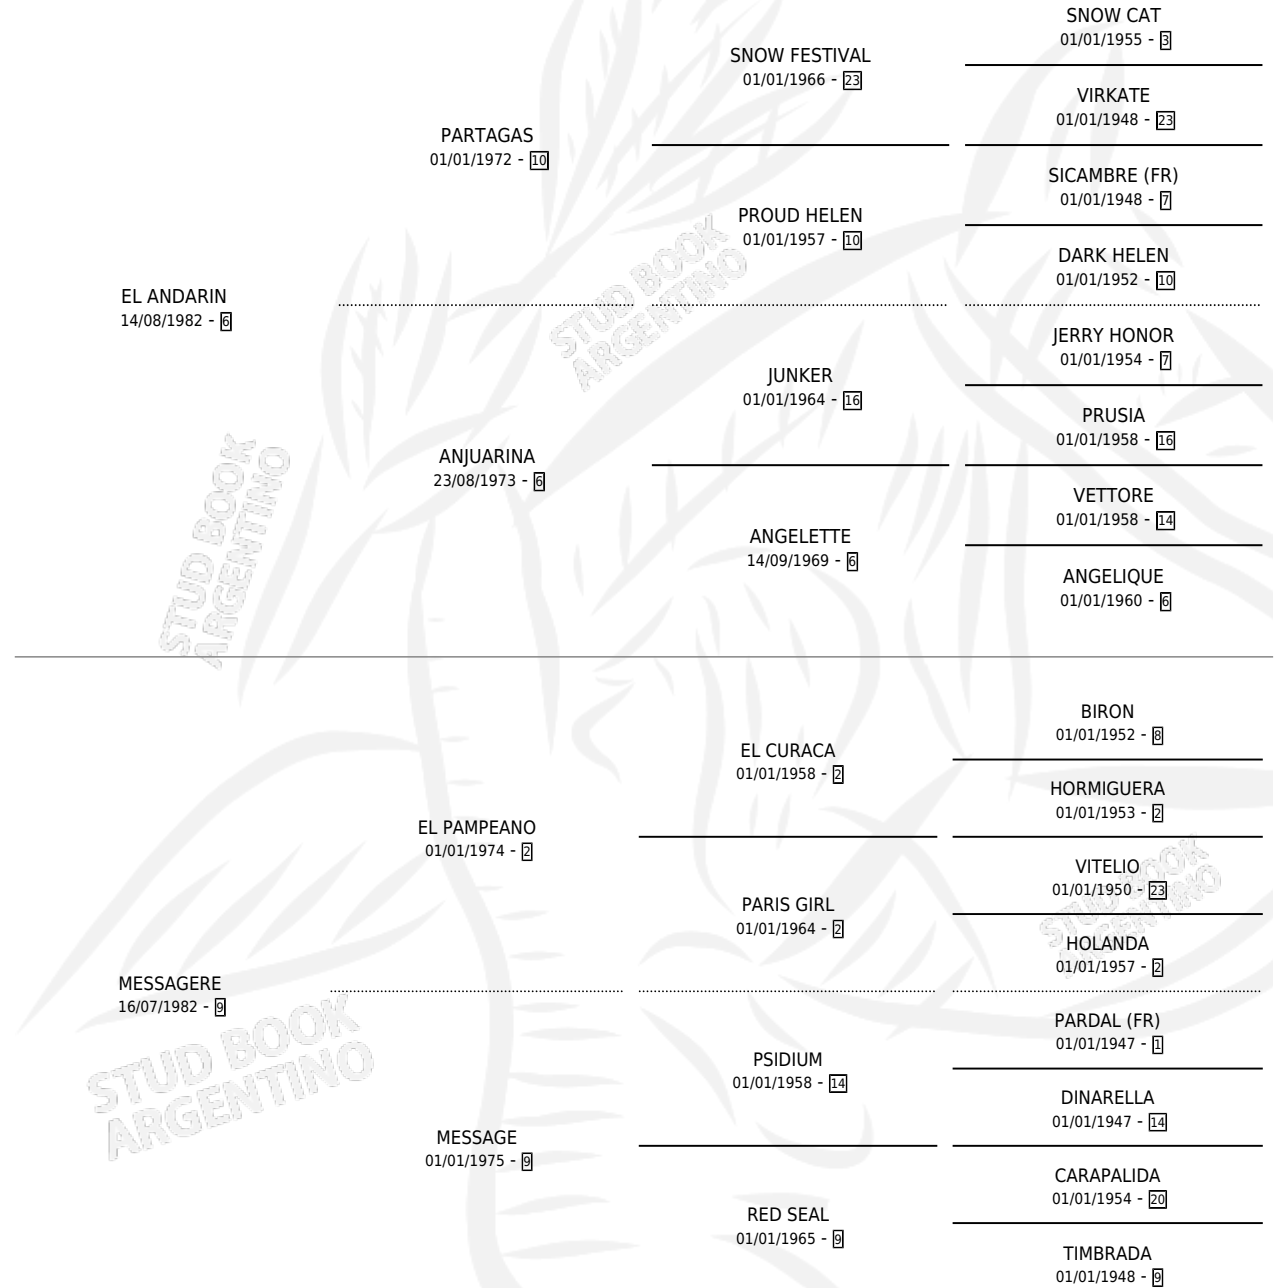 SNOW CAT
01/01/1955 - 3
SNOW FESTIVAL
01/01/1966 - 23
VIRKATE
01/01/1948 - 23
PARTAGAS
01/01/1972 - 10
SICAMBRE (FR)
01/01/1948 - 7
PROUD HELEN
01/01/1957 - 10
DARK HELEN
01/01/1952 - 10
EL ANDARIN
14/08/1982 - 6
JERRY HONOR
01/01/1954 - 7
JUNKER
01/01/1964 - 16
PRUSIA
01/01/1958 - 16
ANJUARINA
23/08/1973 - 6
VETTORE
01/01/1958 - 14
ANGELETTE
14/09/1969 - 6
ANGELIQUE
01/01/1960 - 6
BIRON
01/01/1952 - 8
EL CURACA
01/01/1958 - 2
HORMIGUERA
01/01/1953 - 2
EL PAMPEANO
01/01/1974 - 2
VITELIO
01/01/1950 - 23
PARIS GIRL
01/01/1964 - 2
HOLANDA
01/01/1957 - 2
MESSAGERE
16/07/1982 - 9
PARDAL (FR)
01/01/1947 - 1
PSIDIUM
01/01/1958 - 14
DINARELLA
01/01/1947 - 14
MESSAGE
01/01/1975 - 9
CARAPALIDA
01/01/1954 - 20
RED SEAL
01/01/1965 - 9
TIMBRADA
01/01/1948 - 9
STUD BOOK
ARGENTINO
STUD BOOK
ARGENTINO
STUD BOOK
ARGENTINO
STUD BOOK
ARGENTINO